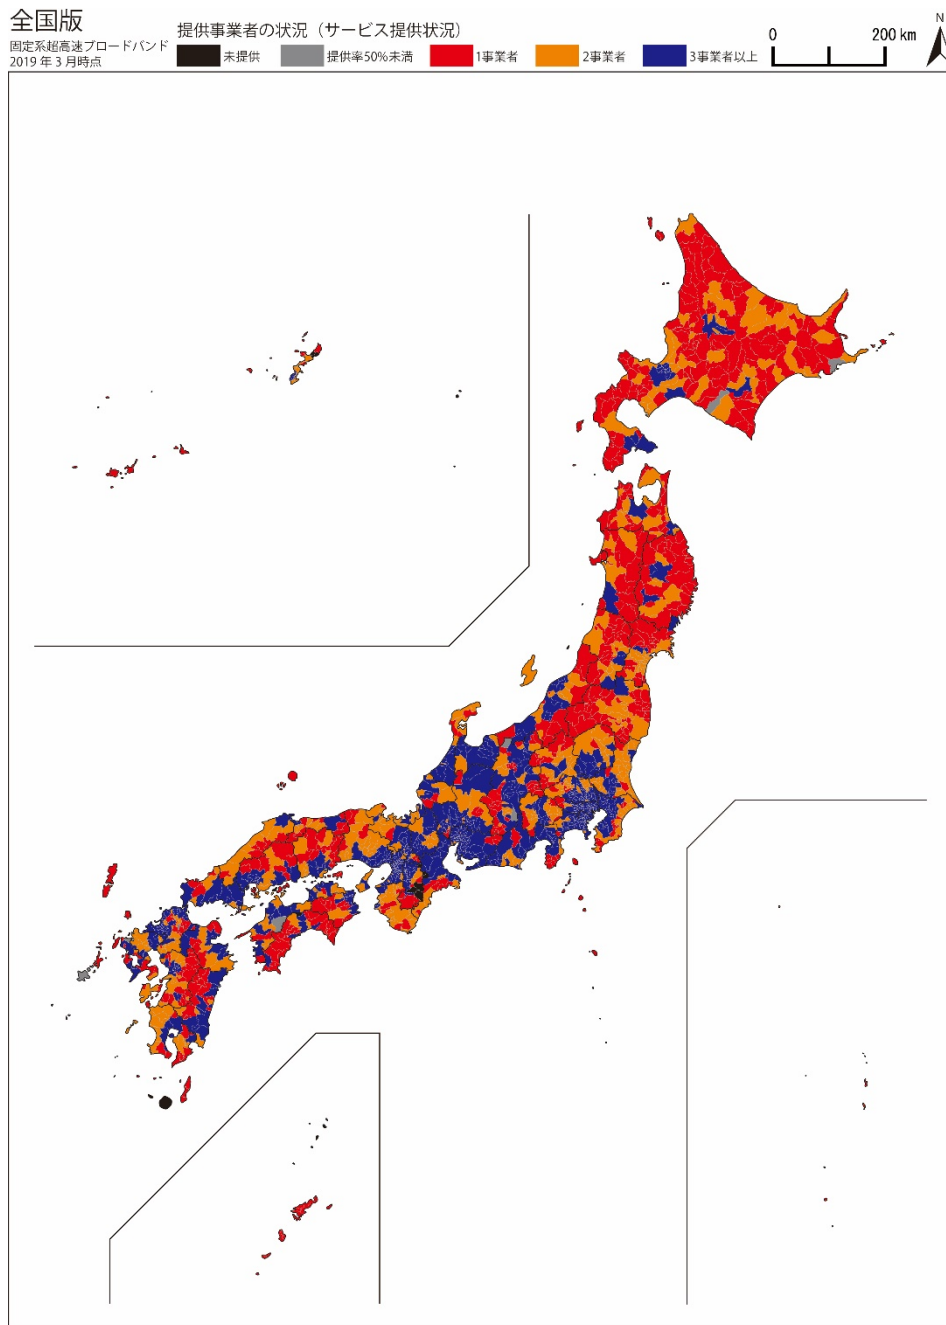 全国版
固定系超高速ブロードバンド
2019 年 3 月時点
提供事業者の状況（サービス提供状況）
未提供
提供率50%未満
1事業者
2事業者
3事業者以上
0
200 km
N